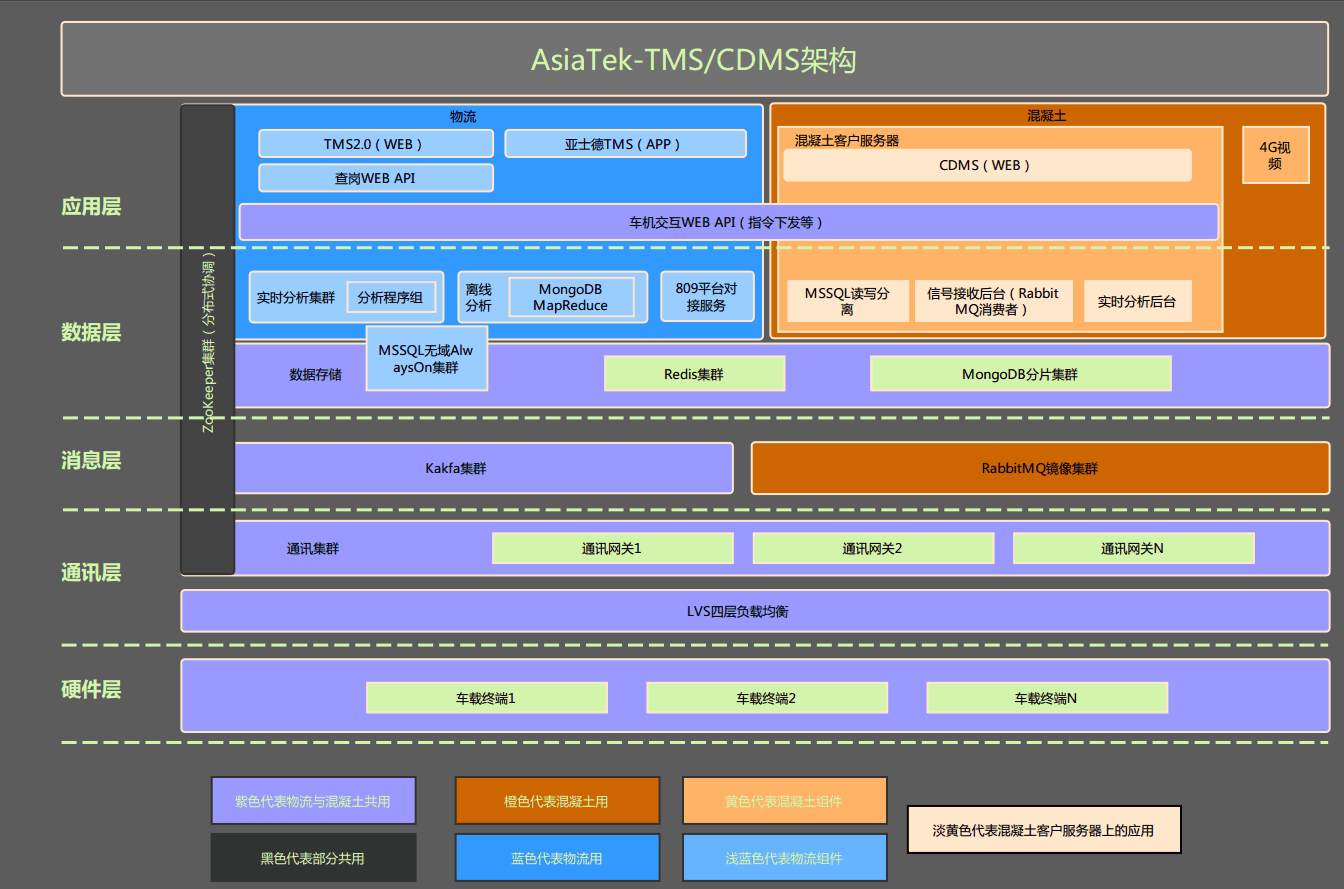 AsiaTek-TMS/CDMS架构
物流
混凝土
TMS2.0（WEB）
亚士德TMS（APP）
混凝土客户服务器
CDMS（WEB）
4G视
频
查岗WEB API
应用层
车机交互WEB API（指令下发等）
ZooKeeper集群（分布式协调）
数据层
实时分析集群
分析程序组
离线
分析
MongoDB
MapReduce
809平台对
接服务
MSSQL读写分
离
信号接收后台（Rabbit
MQ消费者）
实时分析后台
数据存储
MSSQL无域Alw
aysOn集群
Redis集群
MongoDB分片集群
消息层
Kakfa集群
RabbitMQ镜像集群
通讯层
通讯集群
通讯网关1
通讯网关2
通讯网关N
LVS四层负载均衡
硬件层
车载终端1
车载终端2
车载终端N
紫色代表物流与混凝土共用
橙色代表混凝土用
黄色代表混凝土组件
淡黄色代表混凝土客户服务器上的应用
黑色代表部分共用
蓝色代表物流用
浅蓝色代表物流组件